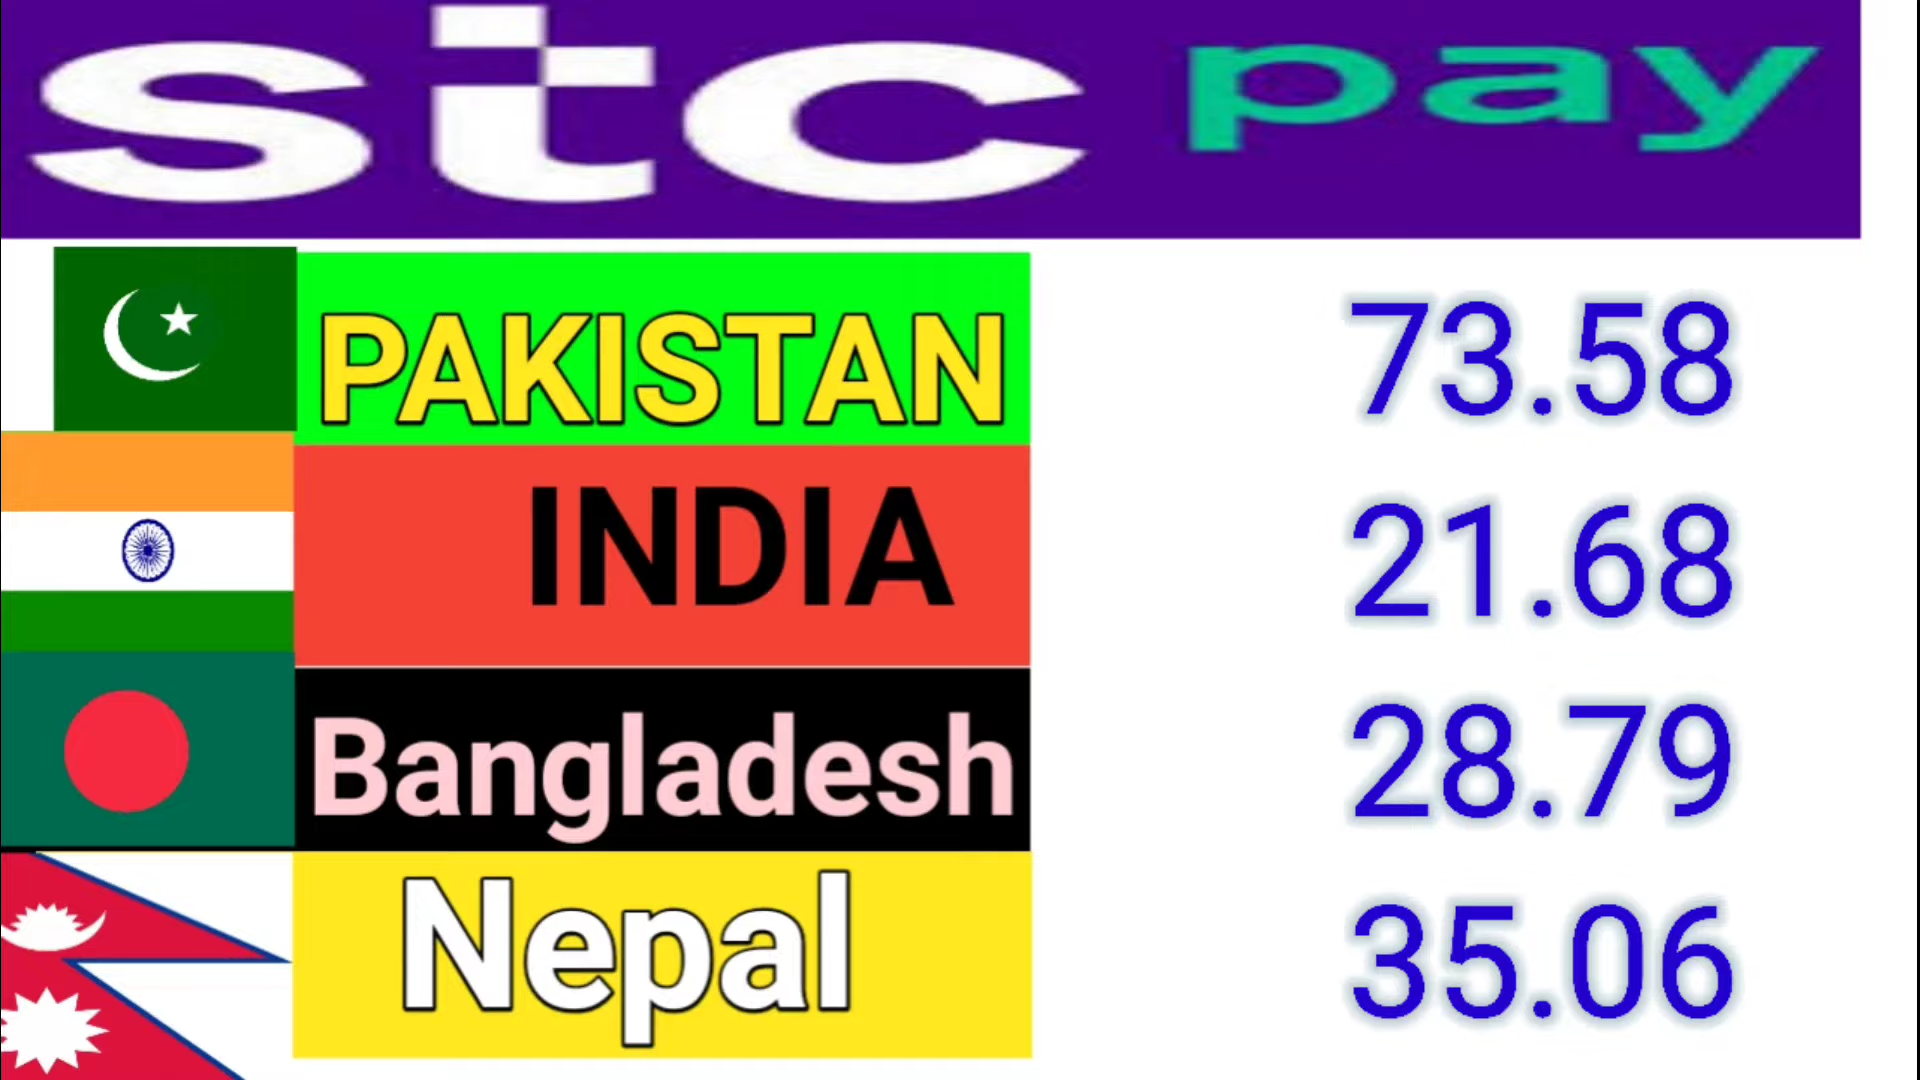 stc pay
PAKISTAN 73.58
INDIA 21.68
Bangladesh 28.79
Nepal 35.06